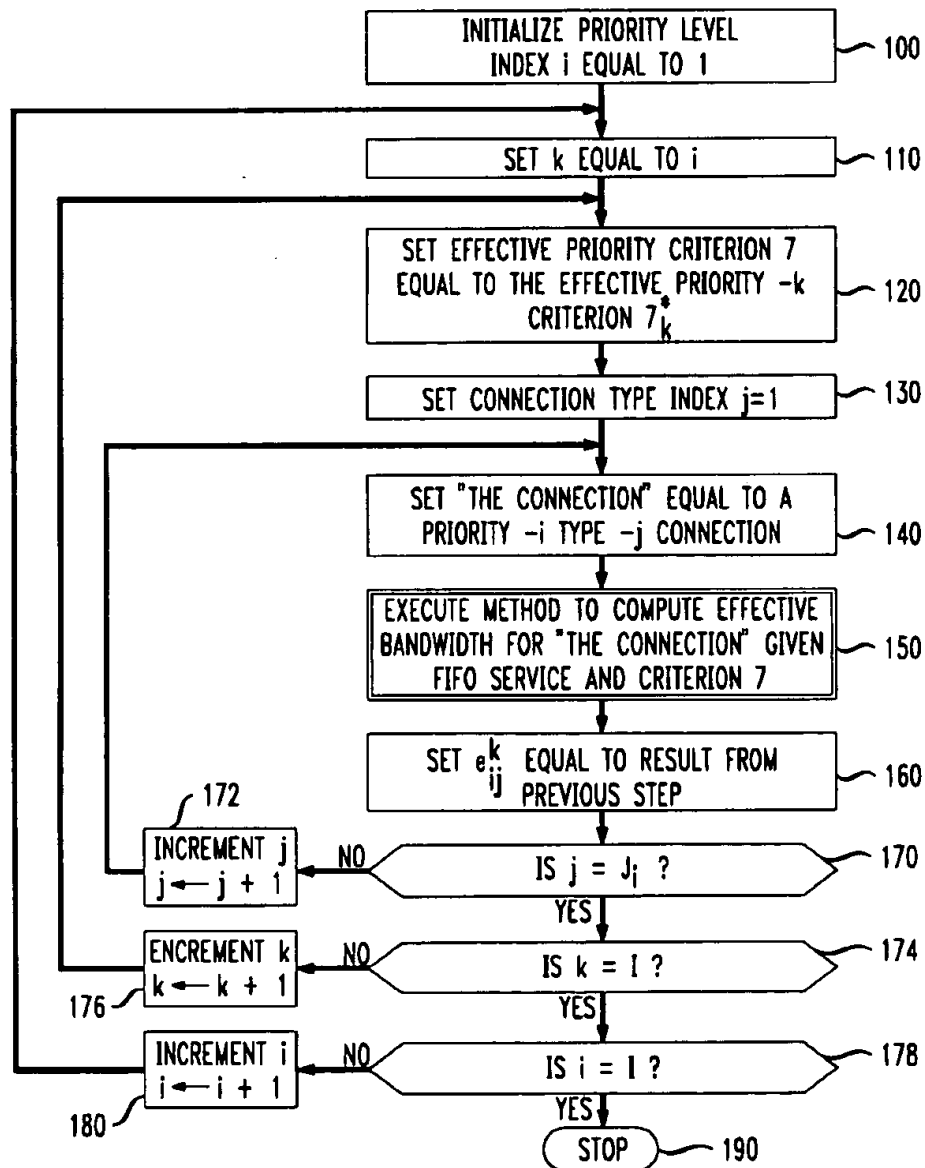 INITIALIZE PRIORITY LEVEL
INDEX i EQUAL TO 1
100
SET k EQUAL TO i
110
SET EFFECTIVE PRIORITY CRITERION 7
EQUAL TO THE EFFECTIVE PRIORITY -k
CRITERION 7*k
120
SET CONNECTION TYPE INDEX j=1
130
SET "THE CONNECTION" EQUAL TO A
PRIORITY -i TYPE -j CONNECTION
140
EXECUTE METHOD TO COMPUTE EFFECTIVE
BANDWIDTH FOR "THE CONNECTION" GIVEN
FIFO SERVICE AND CRITERION 7
150
SET e k ij EQUAL TO RESULT FROM
PREVIOUS STEP
160
172
INCREMENT j
j ← j + 1
NO
IS j = Ji ?
170
YES
ENCREMENT k
k ← k + 1
176
NO
IS k = I ?
174
YES
INCREMENT i
i ← i + 1
180
NO
IS i = I ?
178
YES
STOP
190